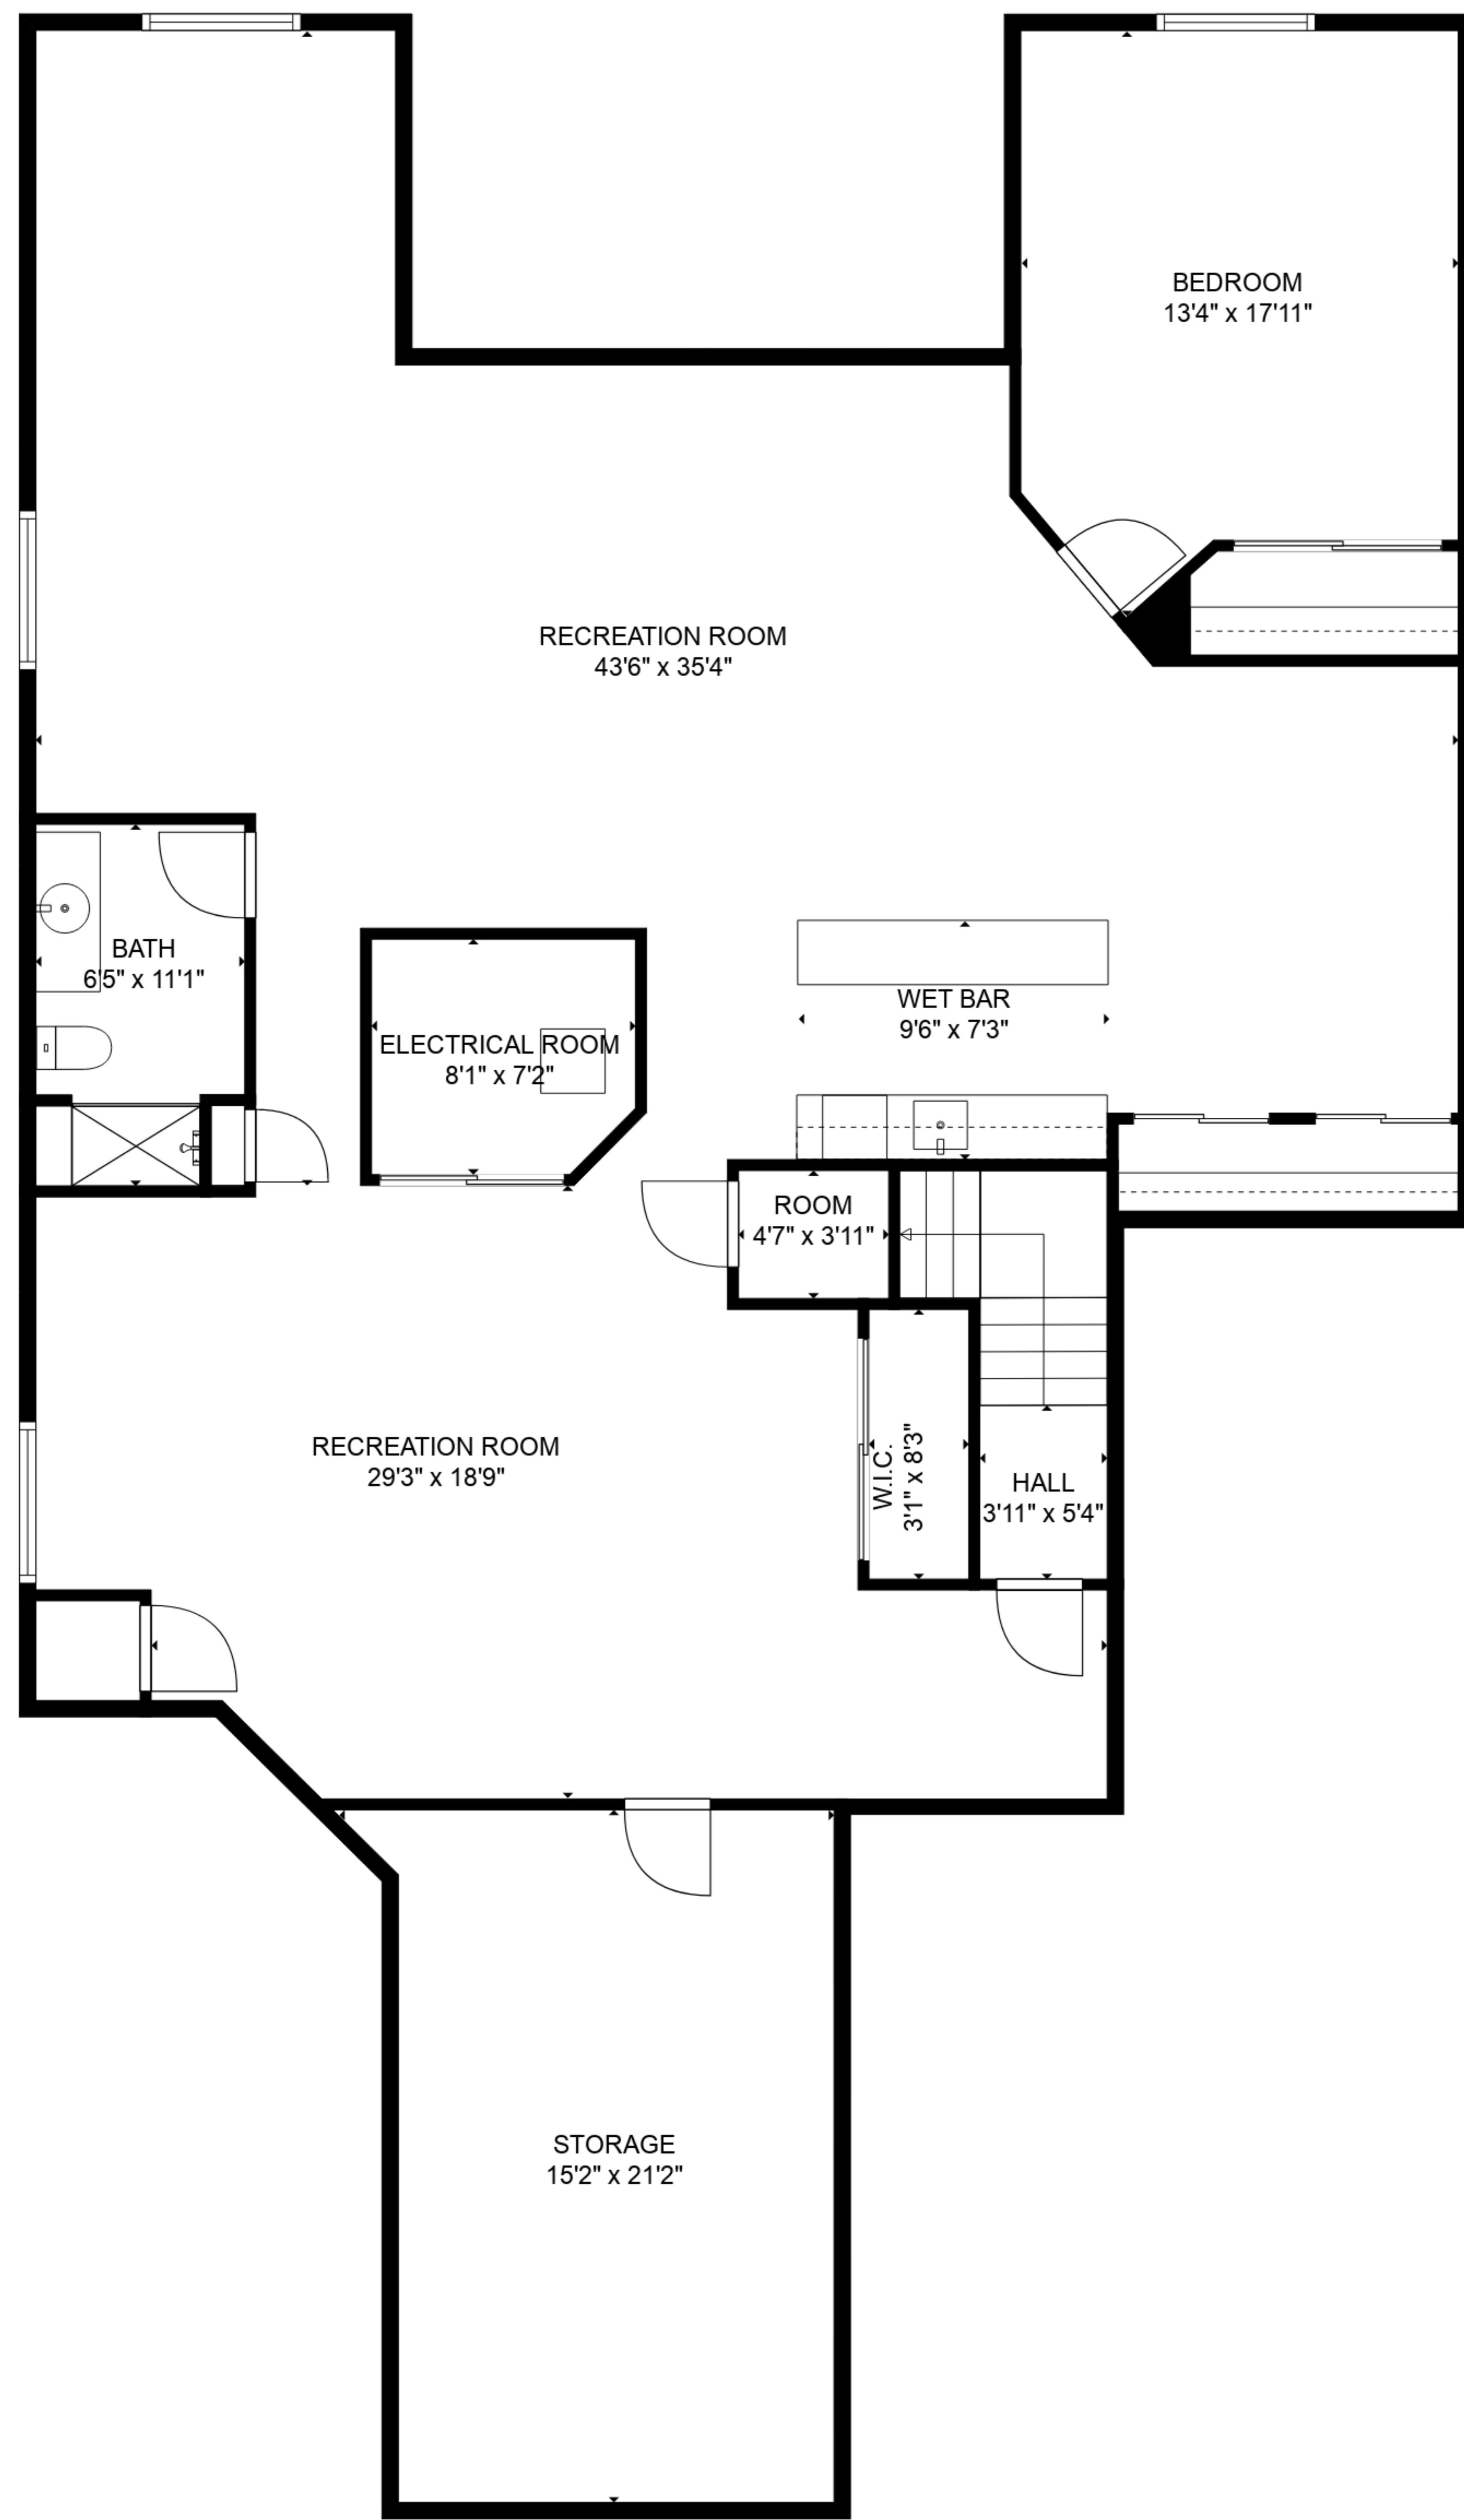 BEDROOM
13'4" x 17'11"
RECREATION ROOM
43'6" x 35'4"
BATH
6'5" x 11'1"
WET BAR
9'6" x 7'3"
ELECTRICAL ROOM
8'1" x 7'2"
ROOM
4'7" x 3'11"
RECREATION ROOM
29'3" x 18'9"
W.I.C.
3'1" x 8'3"
HALL
3'11" x 5'4"
STORAGE
15'2" x 21'2"